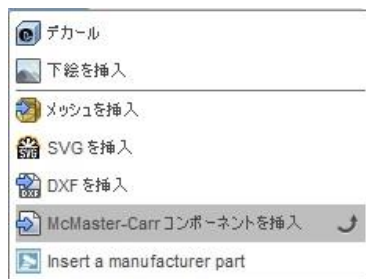 デカール
下絵を挿入
メッシュを挿入
SVG を挿入
DXF を挿入
McMaster-Carr コンポーネントを挿入
Insert a manufacturer part